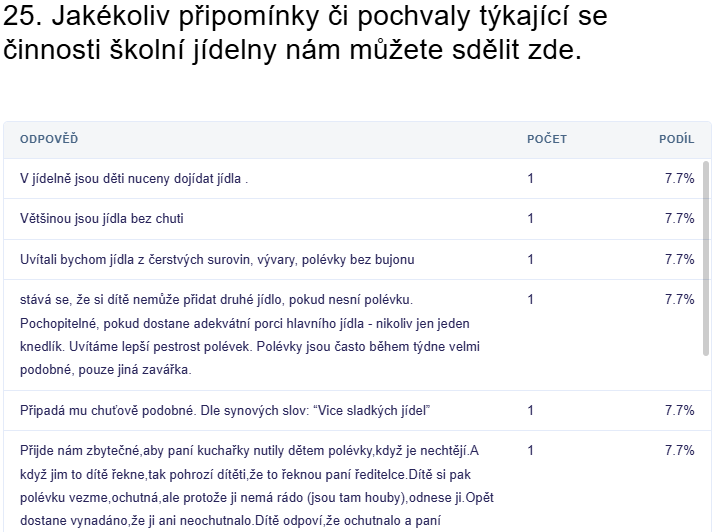 25. Jakékoliv připomínky či pochvaly týkající se
činnosti školní jídelny nám můžete sdělit zde.
ODPOVĚĎ POČET PODÍL
V jídelně jsou děti nuceny dojídat jídla . 1 7.7%
Většinou jsou jídla bez chuti 1 7.7%
Uvítali bychom jídla z čerstvých surovin, vývary, polévky bez bujonu 1 7.7%
stává se, že si dítě nemůže přidat druhé jídlo, pokud nesní polévku. 1 7.7%
Pochopitelné, pokud dostane adekvátní porci hlavního jídla - nikoliv jen jeden
knedlík. Uvítáme lepší pestrost polévek. Polévky jsou často během týdne velmi
podobné, pouze jiná zavářka.
Připadá mu chuťově podobné. Dle synových slov: “Vice sladkých jídel” 1 7.7%
Přijde nám zbytečné,aby paní kuchařky nutily dětem polévky,když je nechtějí.A 1 7.7%
když jim to dítě řekne,tak pohrozí dítěti,že to řeknou paní ředitelce.Dítě si pak
polévku vezme,ochutná,ale protože ji nemá rádo (jsou tam houby),odnese ji.Opět
dostane vynadáno,že ji ani neochutnalo.Dítě odpoví,že ochutnalo a paní